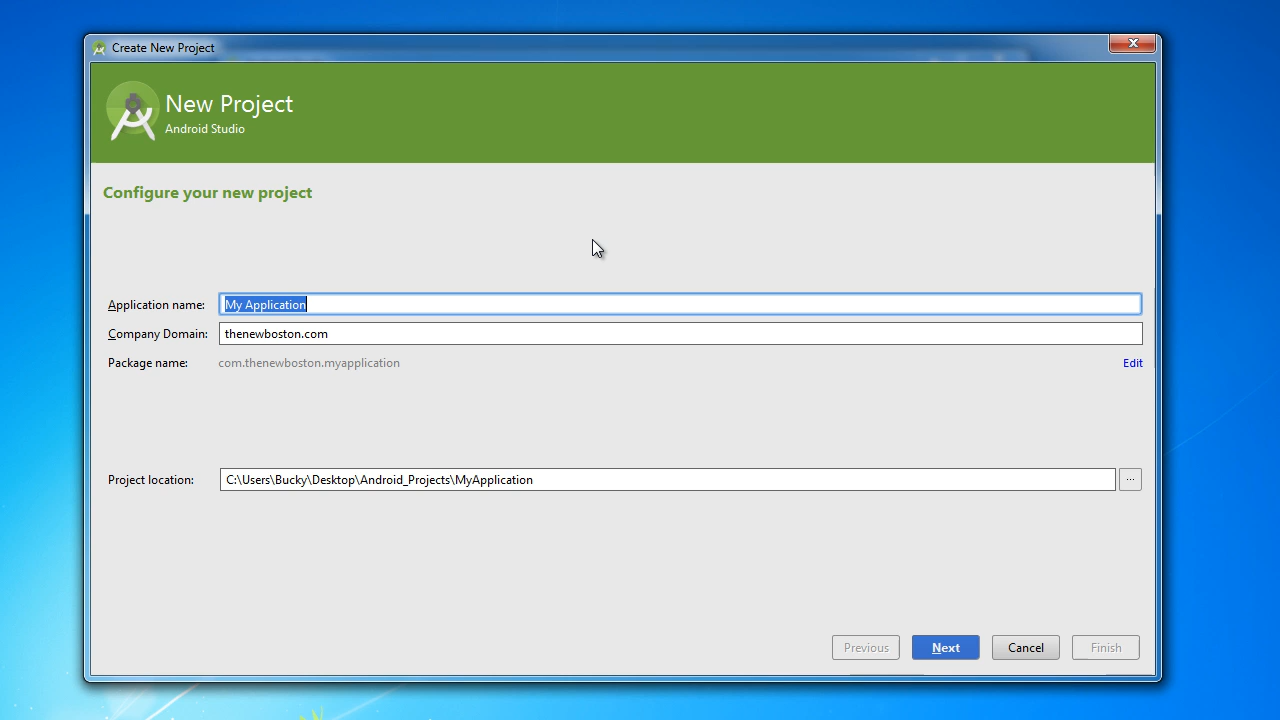 Create New Project
New Project
Android Studio
Configure your new project
Application name: My Application
Company Domain: thenewboston.com
Package name: com.thenewboston.myapplication Edit
Project location: C:\Users\Bucky\Desktop\Android_Projects\MyApplication ...
Previous Next Cancel Finish